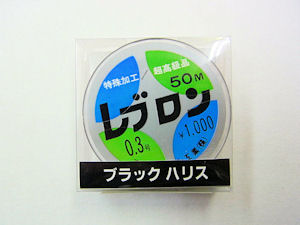 特殊加工
超高級品
50M
レブロン
0.3号
¥1,000
ブラック ハリス